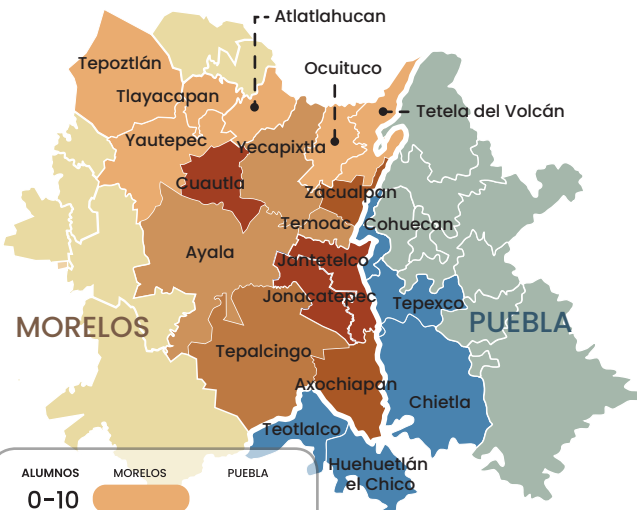 Atlatlahucan
Tepoztlán
Ocuituco
Tlayacapan
Tetela del Volcán
Yautepec
Yecapixtla
Cuautla
Zacualpan
Temoac
Cohuecan
Ayala
Jantetelco
Jonacatepec
Tepexco
MORELOS
PUEBLA
Tepalcingo
Axochiapan
Chietla
Teotlalco
Huehuetlán
el Chico
ALUMNOS MORELOS PUEBLA
0-10